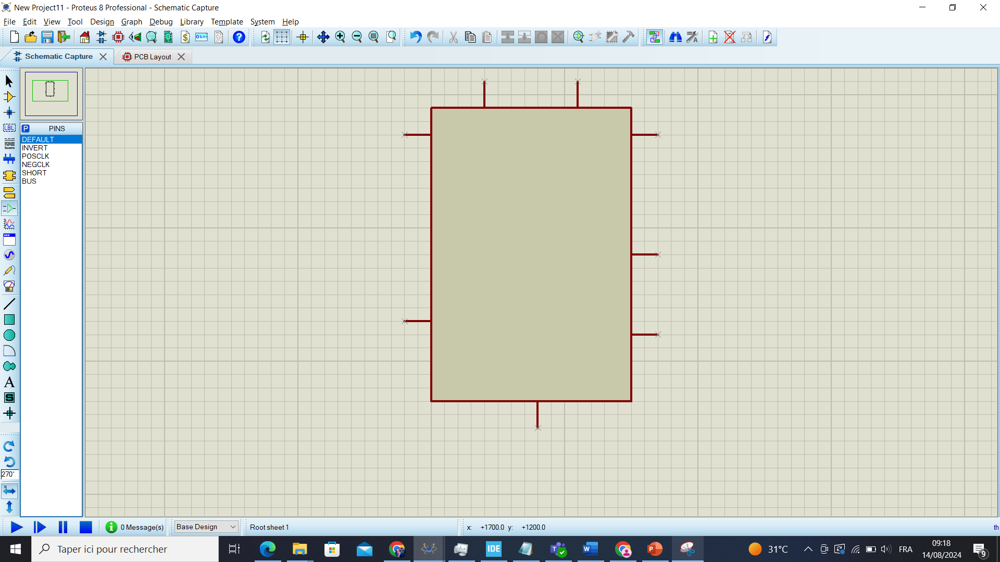 New Project11 - Proteus 8 Professional - Schematic Capture
File Edit View Tool Design Graph Debug Library Template System Help
$ 0101 ?
Schematic Capture PCB Layout
LBL
P PINS
DEFAULT
INVERT
POSCLK
NEGCLK
SHORT
BUS
A
S
270°
0 Message(s) Base Design Root sheet 1 x: +1700.0 y: +1200.0 th
Taper ici pour rechercher IDE 31°C FRA 09:18
14/08/2024 9